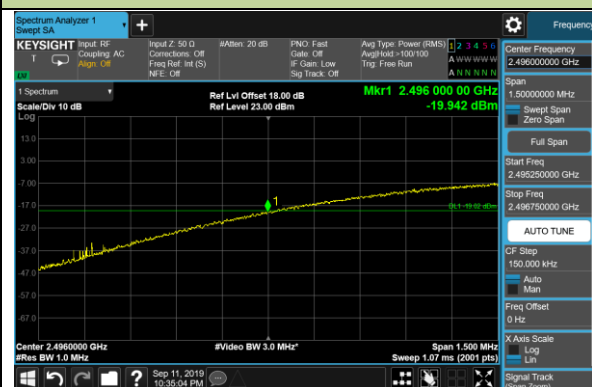 Spectrum Analyzer 1
Swept SA
Frequency
KEYSIGHT
Input: RF
Coupling: AC
Align: Off
Input Z: 50 Ω
Corrections: Off
Freq Ref: Int (S)
NFE: Off
#Atten: 20 dB
PNO: Fast
Gate: Off
IF Gain: Low
Sig Track: Off
Avg Type: Power (RMS)
Avg|Hold:>100/100
Trig: Free Run
1 2 3 4 5 6
A W W W W W
A N N N N N
T
1 Spectrum
Scale/Div 10 dB
Log
Ref Lvl Offset 18.00 dB
Ref Level 23.00 dBm
Mkr1 2.496 000 00 GHz
-19.942 dBm
13.0
3.00
-7.00
-17.0
-27.0
-37.0
-47.0
-57.0
-67.0
1
DL1 -19.02 dBm
Center 2.4960000 GHz
#Res BW 1.0 MHz
#Video BW 3.0 MHz*
Span 1.500 MHz
Sweep 1.07 ms (2001 pts)
Sep 11, 2019
10:35:04 PM
Center Frequency
2.496000000 GHz
Span
1.50000000 MHz
Swept Span
Zero Span
Full Span
Start Freq
2.495250000 GHz
Stop Freq
2.496750000 GHz
AUTO TUNE
CF Step
150.000 kHz
Auto
Man
Freq Offset
0 Hz
X Axis Scale
Log
Lin
Signal Track
(Span Zoom)